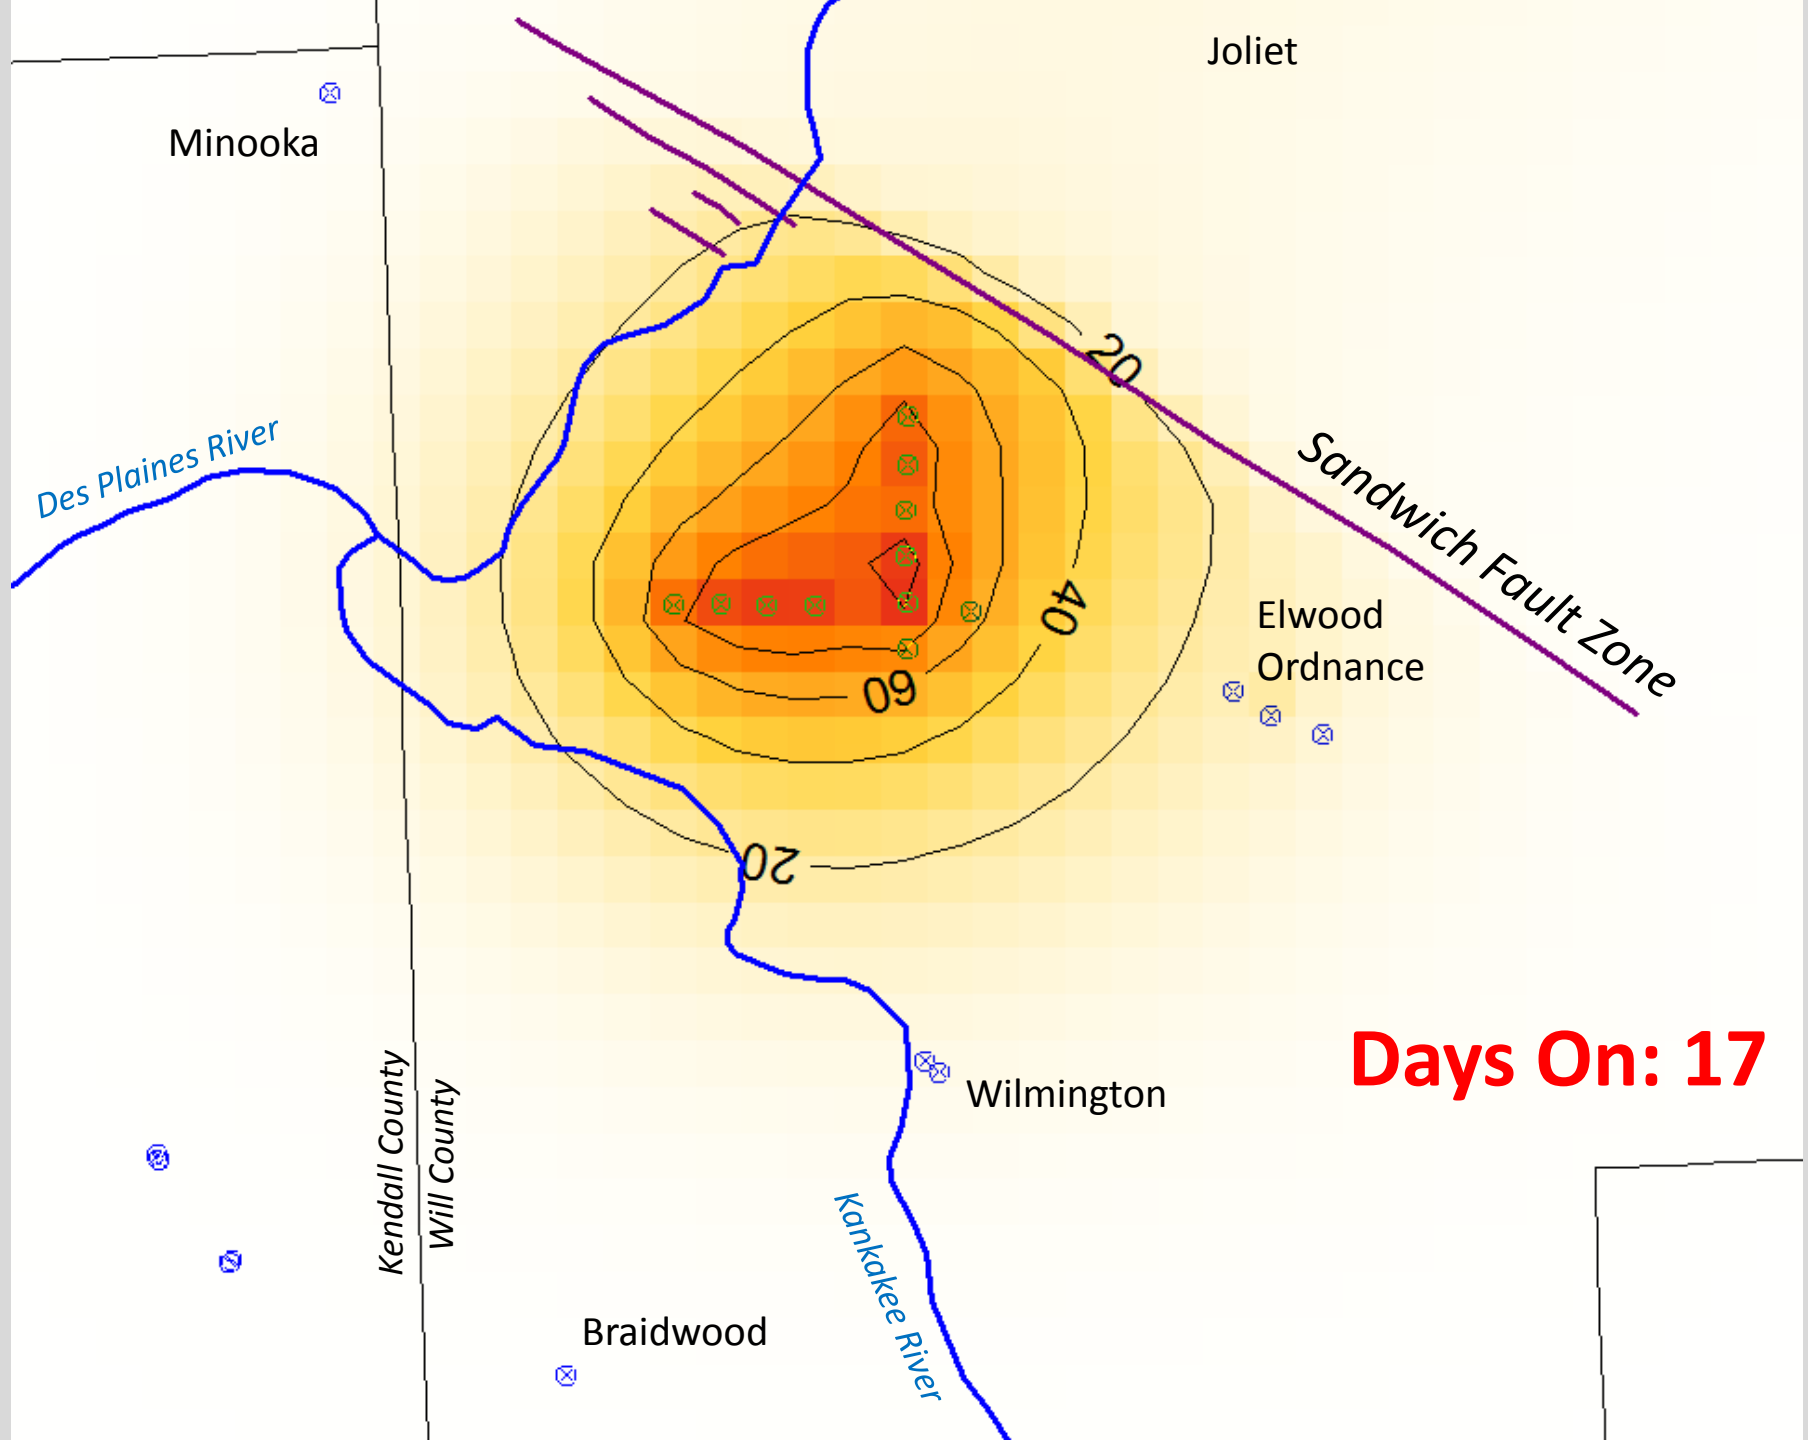 Joliet
Minooka
20
Des Plaines River
Sandwich Fault Zone
40
Elwood
Ordnance
60
20
Days On: 17
Wilmington
Kendall County
Will County
Kankakee River
Braidwood